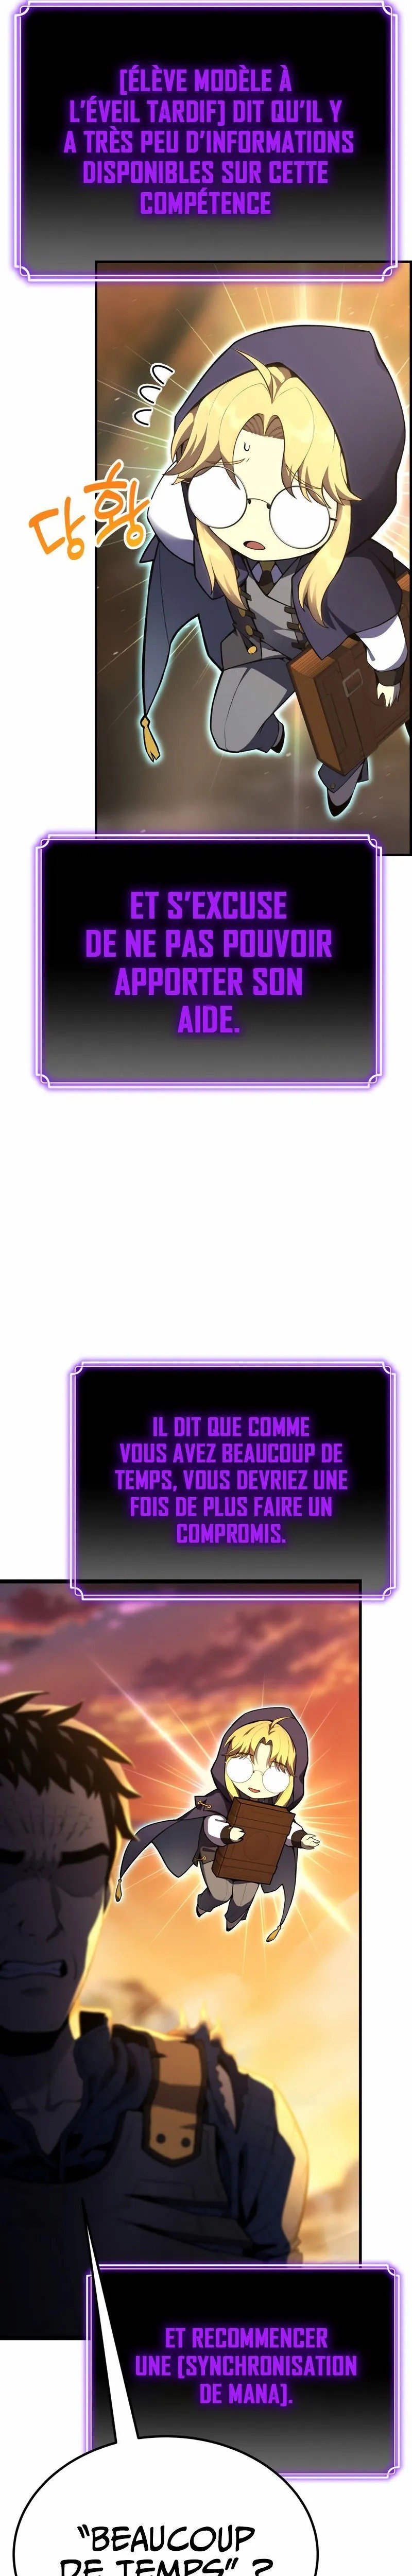 [ÉLÈVE MODÈLE À
L'ÉVEIL TARDIF] DIT QU'IL Y
A TRÈS PEU D'INFORMATIONS
DISPONIBLES SUR CETTE
COMPÉTENCE
당황
ET S'EXCUSE
DE NE PAS POUVOIR
APPORTER SON
AIDE.
IL DIT QUE COMME
VOUS AVEZ BEAUCOUP DE
TEMPS, VOUS DEVRIEZ UNE
FOIS DE PLUS FAIRE UN
COMPROMIS.
ET RECOMMENCER
UNE [SYNCHRONISATION
DE MANA].
"BEAUCOUP
DE TEMPS" ?